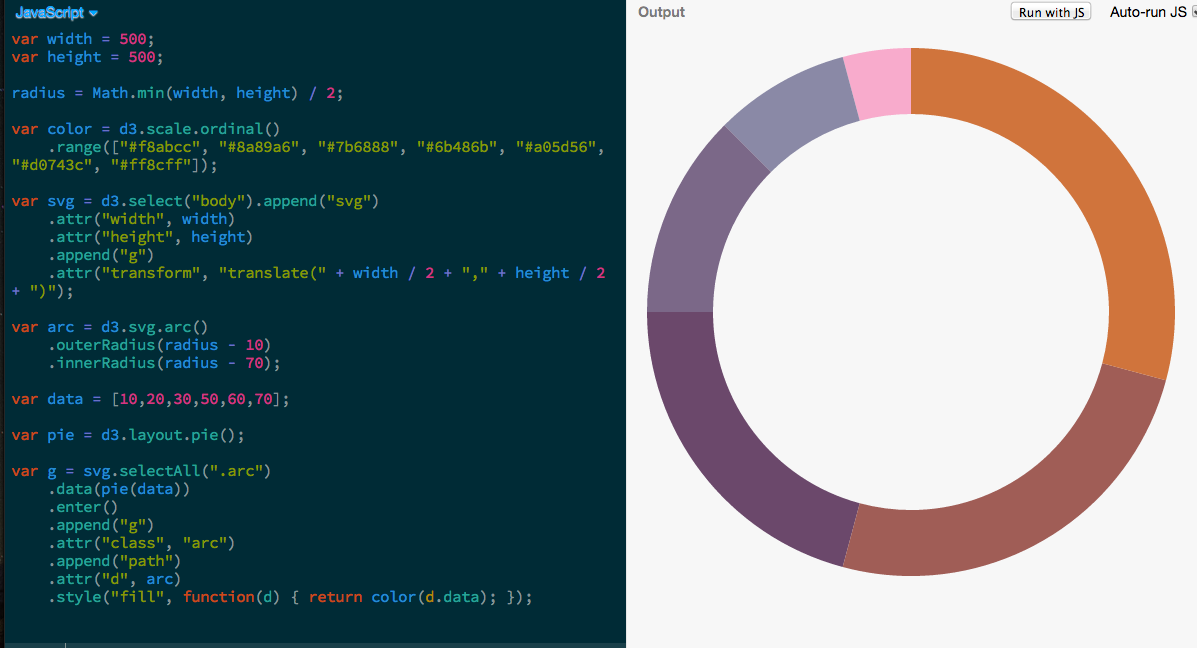 JavaScript
var width = 500;
var height = 500;
radius = Math.min(width, height) / 2;
var color = d3.scale.ordinal()
.range(["#f8abcc", "#8a89a6", "#7b6888", "#6b486b", "#a05d56",
"#d0743c", "#ff8cff"]);
var svg = d3.select("body").append("svg")
.attr("width", width)
.attr("height", height)
.append("g")
.attr("transform", "translate(" + width / 2 + "," + height / 2
+ ")");
var arc = d3.svg.arc()
.outerRadius(radius - 10)
.innerRadius(radius - 70);
var data = [10,20,30,50,60,70];
var pie = d3.layout.pie();
var g = svg.selectAll(".arc")
.data(pie(data))
.enter()
.append("g")
.attr("class", "arc")
.append("path")
.attr("d", arc)
.style("fill", function(d) { return color(d.data); });
Output
Run with JS
Auto-run JS